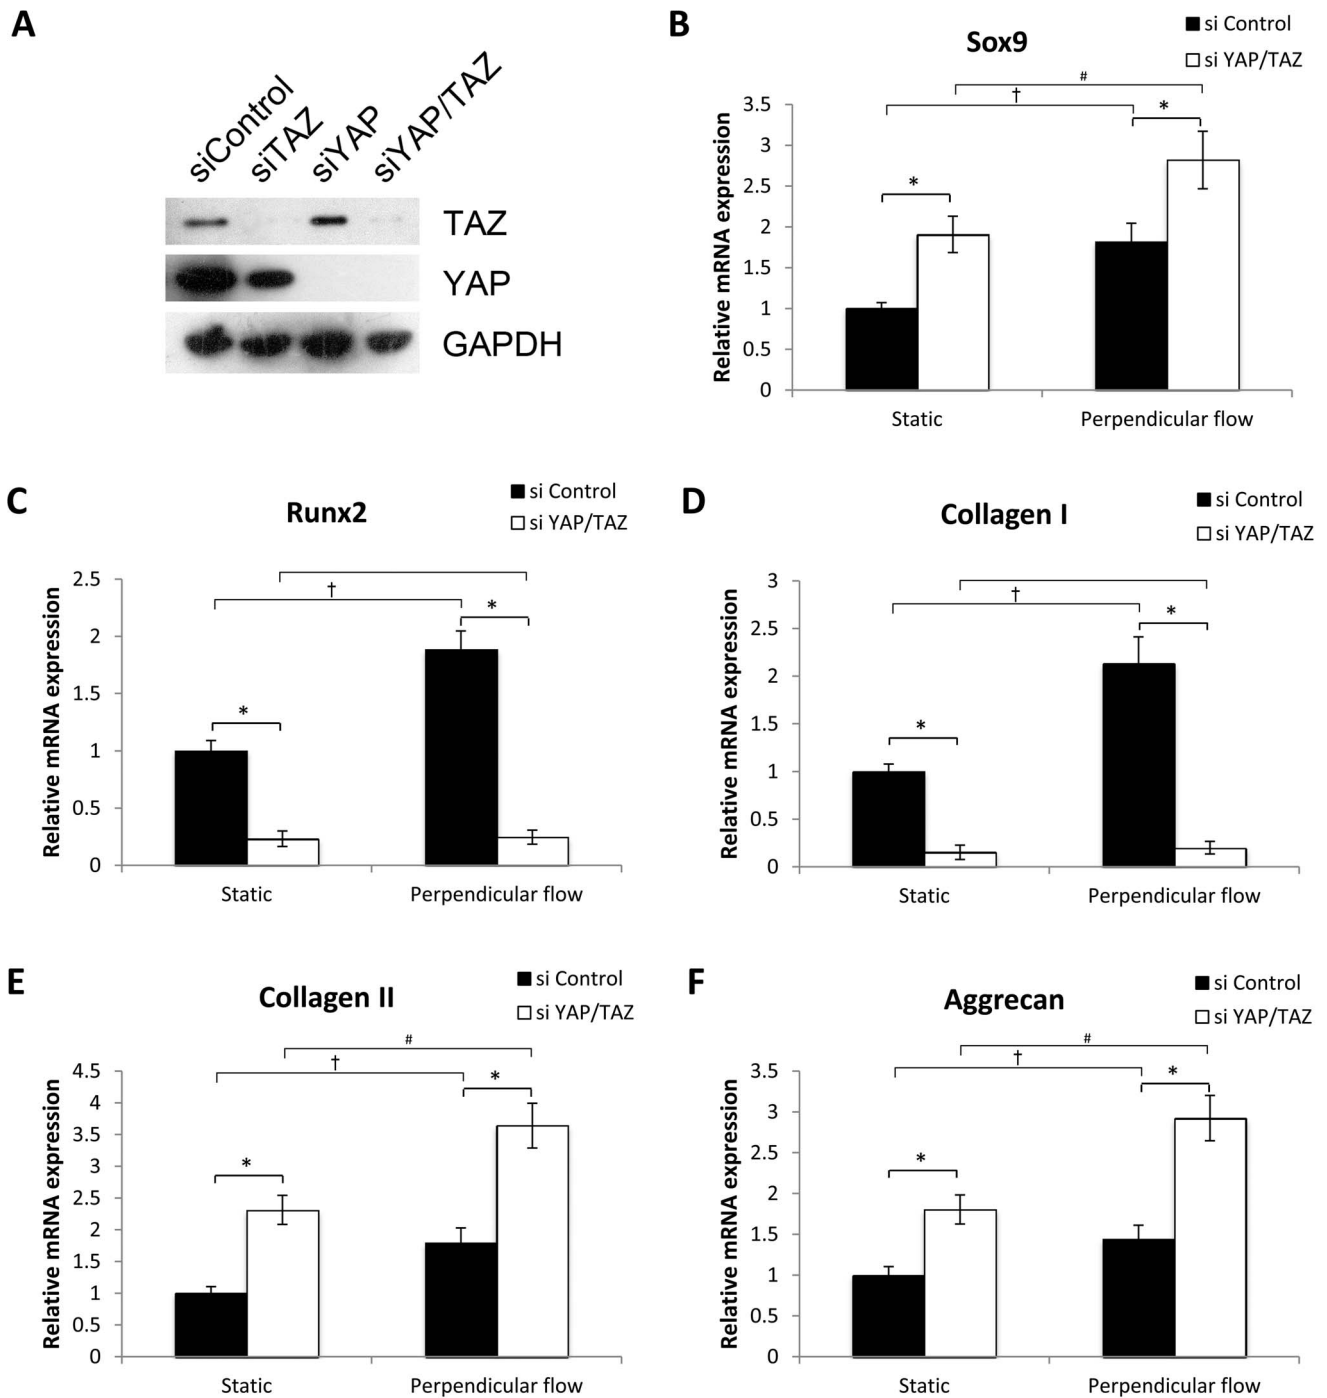 A
siControl
siTAZ
siYAP
siYAP/TAZ
TAZ
YAP
GAPDH
B
Sox9
si Control
si YAP/TAZ
#
†
*
*
Relative mRNA expression
3.5
3
2.5
2
1.5
1
0.5
0
Static
Perpendicular flow
C
Runx2
si Control
si YAP/TAZ
†
*
*
Relative mRNA expression
2.5
2
1.5
1
0.5
0
Static
Perpendicular flow
D
Collagen I
si Control
si YAP/TAZ
†
*
*
Relative mRNA expression
3
2.5
2
1.5
1
0.5
0
Static
Perpendicular flow
E
Collagen II
si Control
si YAP/TAZ
#
†
*
*
Relative mRNA expression
4.5
4
3.5
3
2.5
2
1.5
1
0.5
0
Static
Perpendicular flow
F
Aggrecan
si Control
si YAP/TAZ
#
†
*
*
Relative mRNA expression
3.5
3
2.5
2
1.5
1
0.5
0
Static
Perpendicular flow